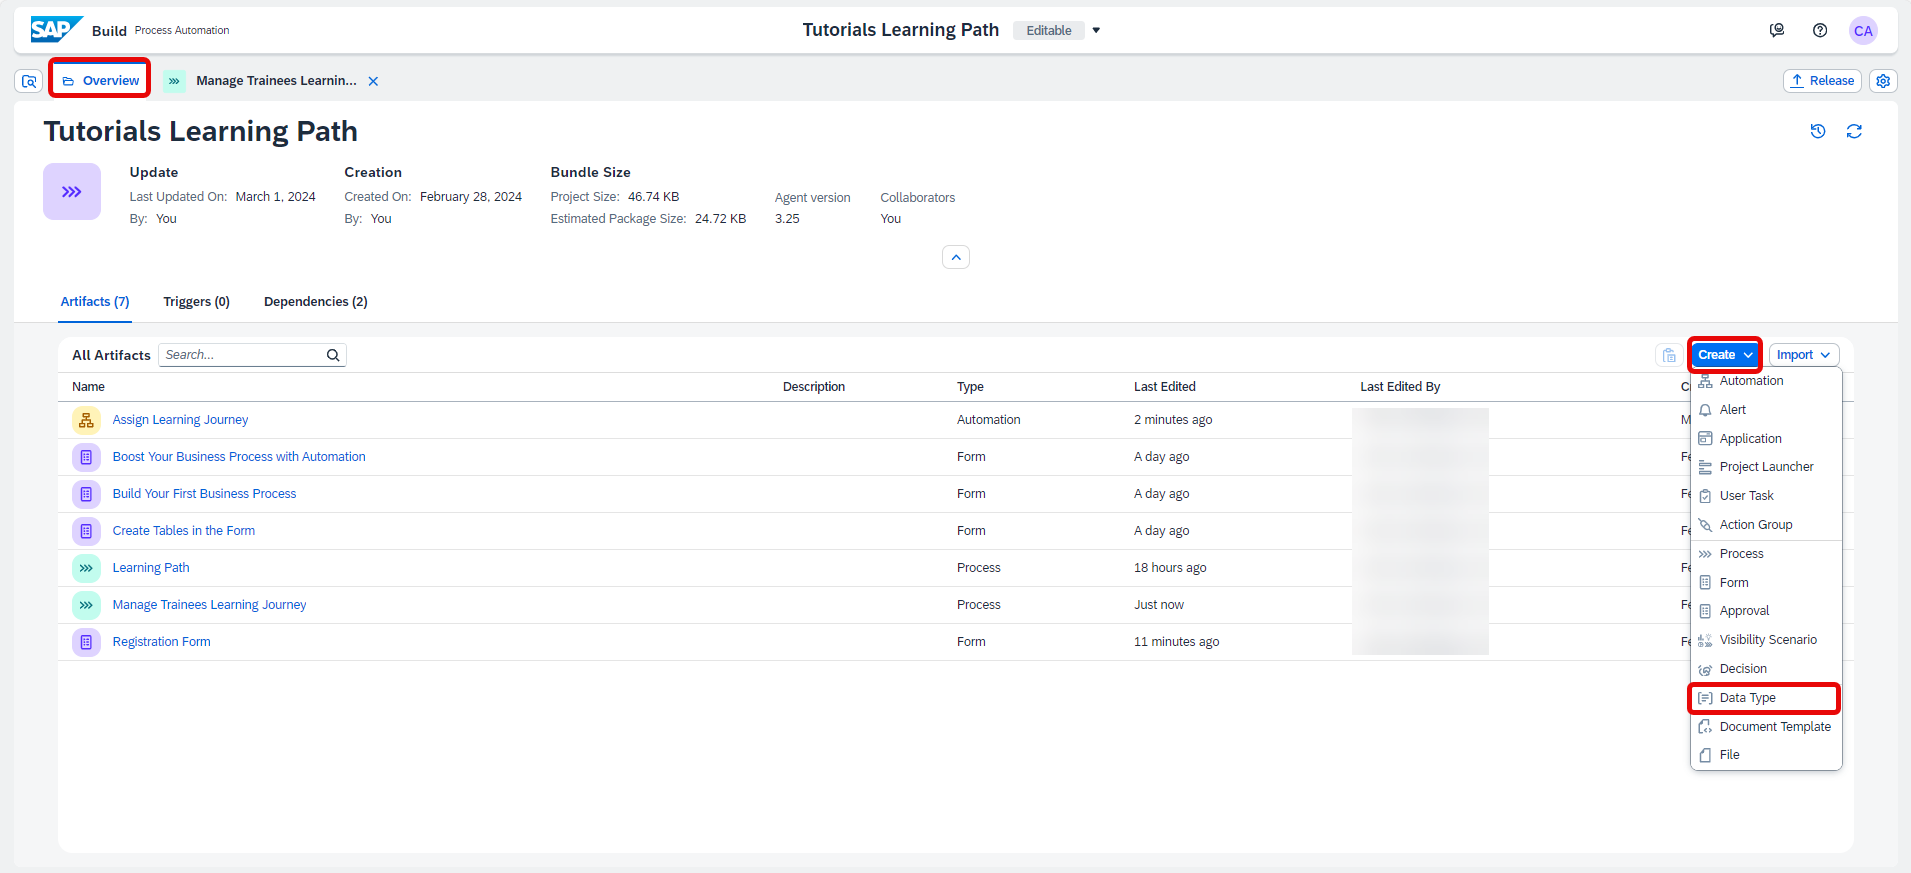 SAP Build Process Automation
Tutorials Learning Path Editable
CA
Overview
Manage Trainees Learnin...
Release
Tutorials Learning Path
Update
Last Updated On: March 1, 2024
By: You
Creation
Created On: February 28, 2024
By: You
Bundle Size
Project Size: 46.74 KB
Estimated Package Size: 24.72 KB
Agent version
3.25
Collaborators
You
Artifacts (7) Triggers (0) Dependencies (2)
All Artifacts Search... Create Import
Name Description Type Last Edited Last Edited By C
Assign Learning Journey Automation 2 minutes ago M
Boost Your Business Process with Automation Form A day ago Fe
Build Your First Business Process Form A day ago Fe
Create Tables in the Form Form A day ago Fe
Learning Path Process 18 hours ago Fe
Manage Trainees Learning Journey Process Just now Fe
Registration Form Form 11 minutes ago Fe
Automation
Alert
Application
Project Launcher
User Task
Action Group
Process
Form
Approval
Visibility Scenario
Decision
Data Type
Document Template
File